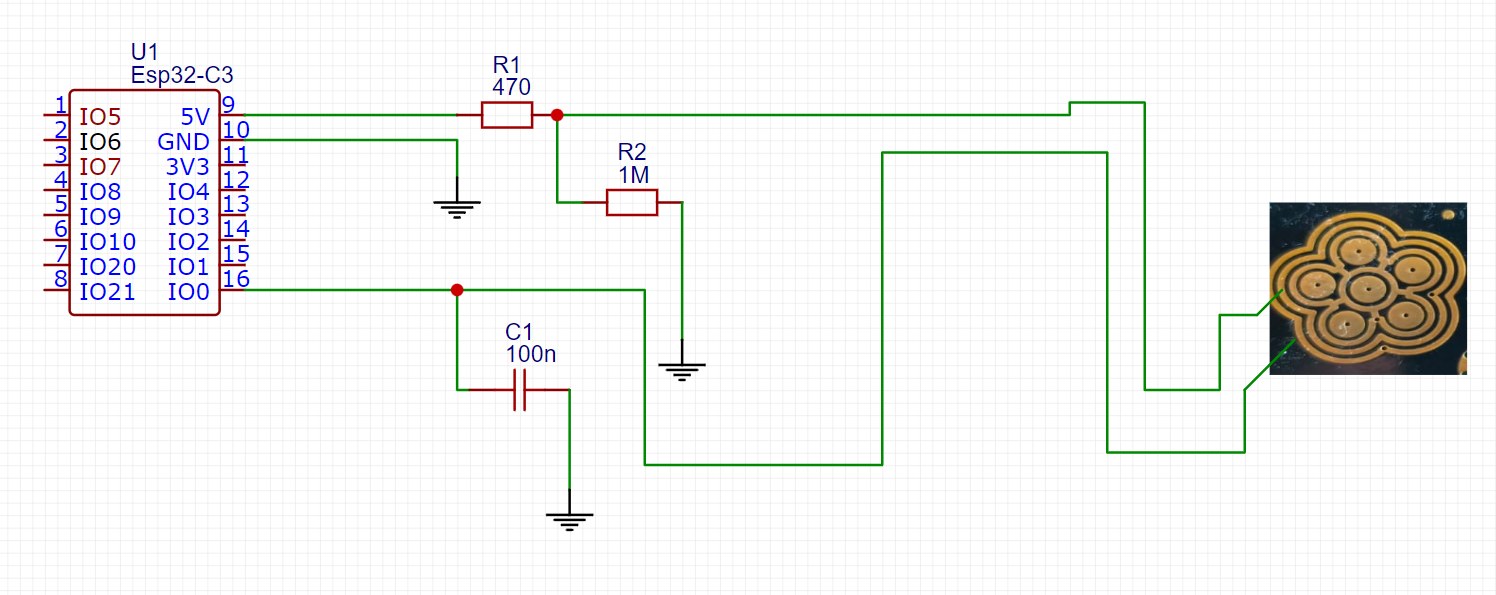 U1
Esp32-C3
1 IO5 5V 9
2 IO6 GND 10
3 IO7 3V3 11
4 IO8 IO4 12
5 IO9 IO3 13
6 IO10 IO2 14
7 IO20 IO1 15
8 IO21 IO0 16
R1
470
R2
1M
C1
100n